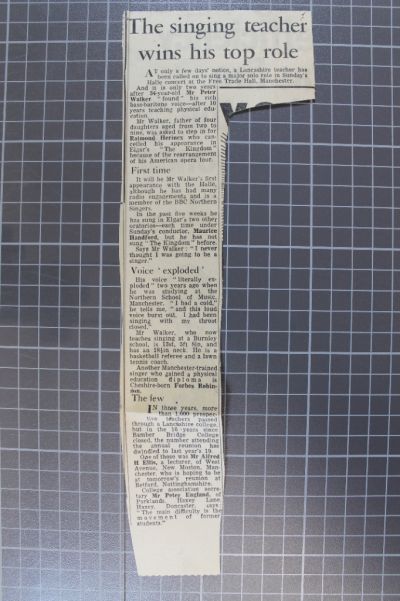 The singing teacher
wins his top role
AT only a few days' notice, a Lancashire teacher has
been called on to sing a major solo role in Sunday's
Halle concert at the Free Trade Hall, Manchester.
And it is only two years
after 34-year-old Mr Peter
Walker "found" his rich
bass-baritone voice—after 10
years teaching physical edu-
cation.
Mr Walker, father of four
daughters aged from two to
nine, was asked to step in for
Raimund Herincx who can-
celled his appearance in
Elgar's "The Kingdom"
because of the rearrangement
of his American opera tour.
First time
It will be Mr Walker's first
appearance with the Halle,
although he has had many
radio engagements and is a
member of the BBC Northern
Singers.
In the past five weeks he
has sung in Elgar's two other
oratorios—each time under
Sunday's conductor, Maurice
Handford, but he has not
sung "The Kingdom" before.
Says Mr Walker: "I never
thought I was going to be a
singer."
Voice 'exploded'
His voice "literally ex-
ploded" two years ago when
he was studying at the
Northern School of Music,
Manchester. "I had a cold,"
he tells me, "and this loud
voice burst out. I had been
singing with my throat
closed."
Mr Walker, who now
teaches singing at a Burnley
school, is 13st, 5ft 8in, and
has an 18½in neck. He is a
basketball referee and a lawn
tennis coach.
Another Manchester-trained
singer who gained a physical
education diploma is
Cheshire-born Forbes Robin-
son.
The few
IN three years, more
than 1,000 prospec-
tive teachers passed
through a Lancashire college,
but in the 16 years since
Bamber Bridge College
closed, the number attending
the annual reunion has
dwindled to last year's 19.
One of those was Mr Alfred
H Ellis, a lecturer, of West
Avenue, New Moston, Man-
chester, who is hoping to be
at tomorrow's reunion at
Retford, Nottinghamshire.
College association secre-
tary Mr Peter England, of
Parklands, Haxey Lane,
Haxey, Doncaster, says:
"The main difficulty is the
movement of former
students."